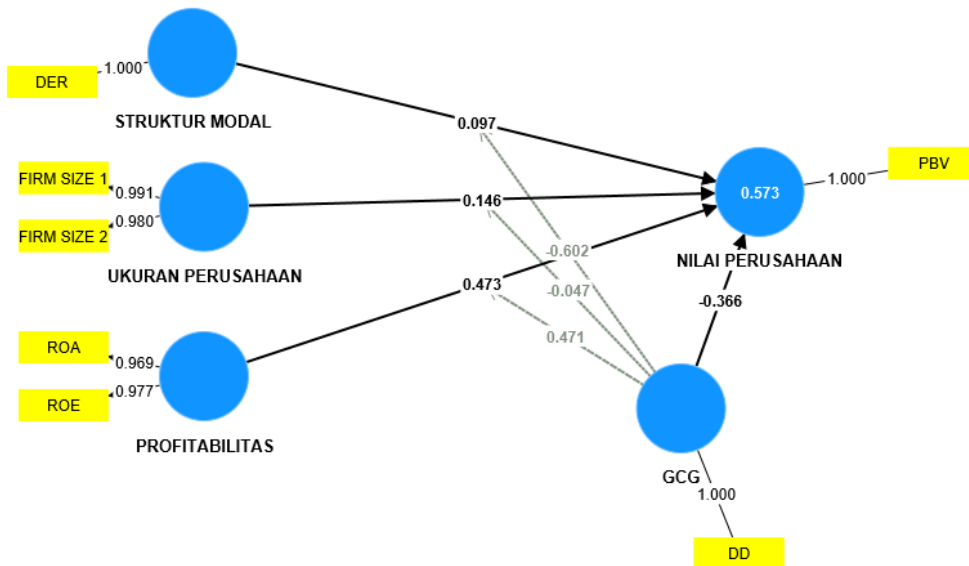 DER
1.000
STRUKTUR MODAL
0.097
FIRM SIZE 1
0.991
FIRM SIZE 2
0.980
UKURAN PERUSAHAAN
0.146
PBV
1.000
0.573
NILAI PERUSAHAAN
-0.602
-0.047
0.471
0.473
-0.366
ROA
0.969
ROE
0.977
PROFITABILITAS
GCG
1.000
DD